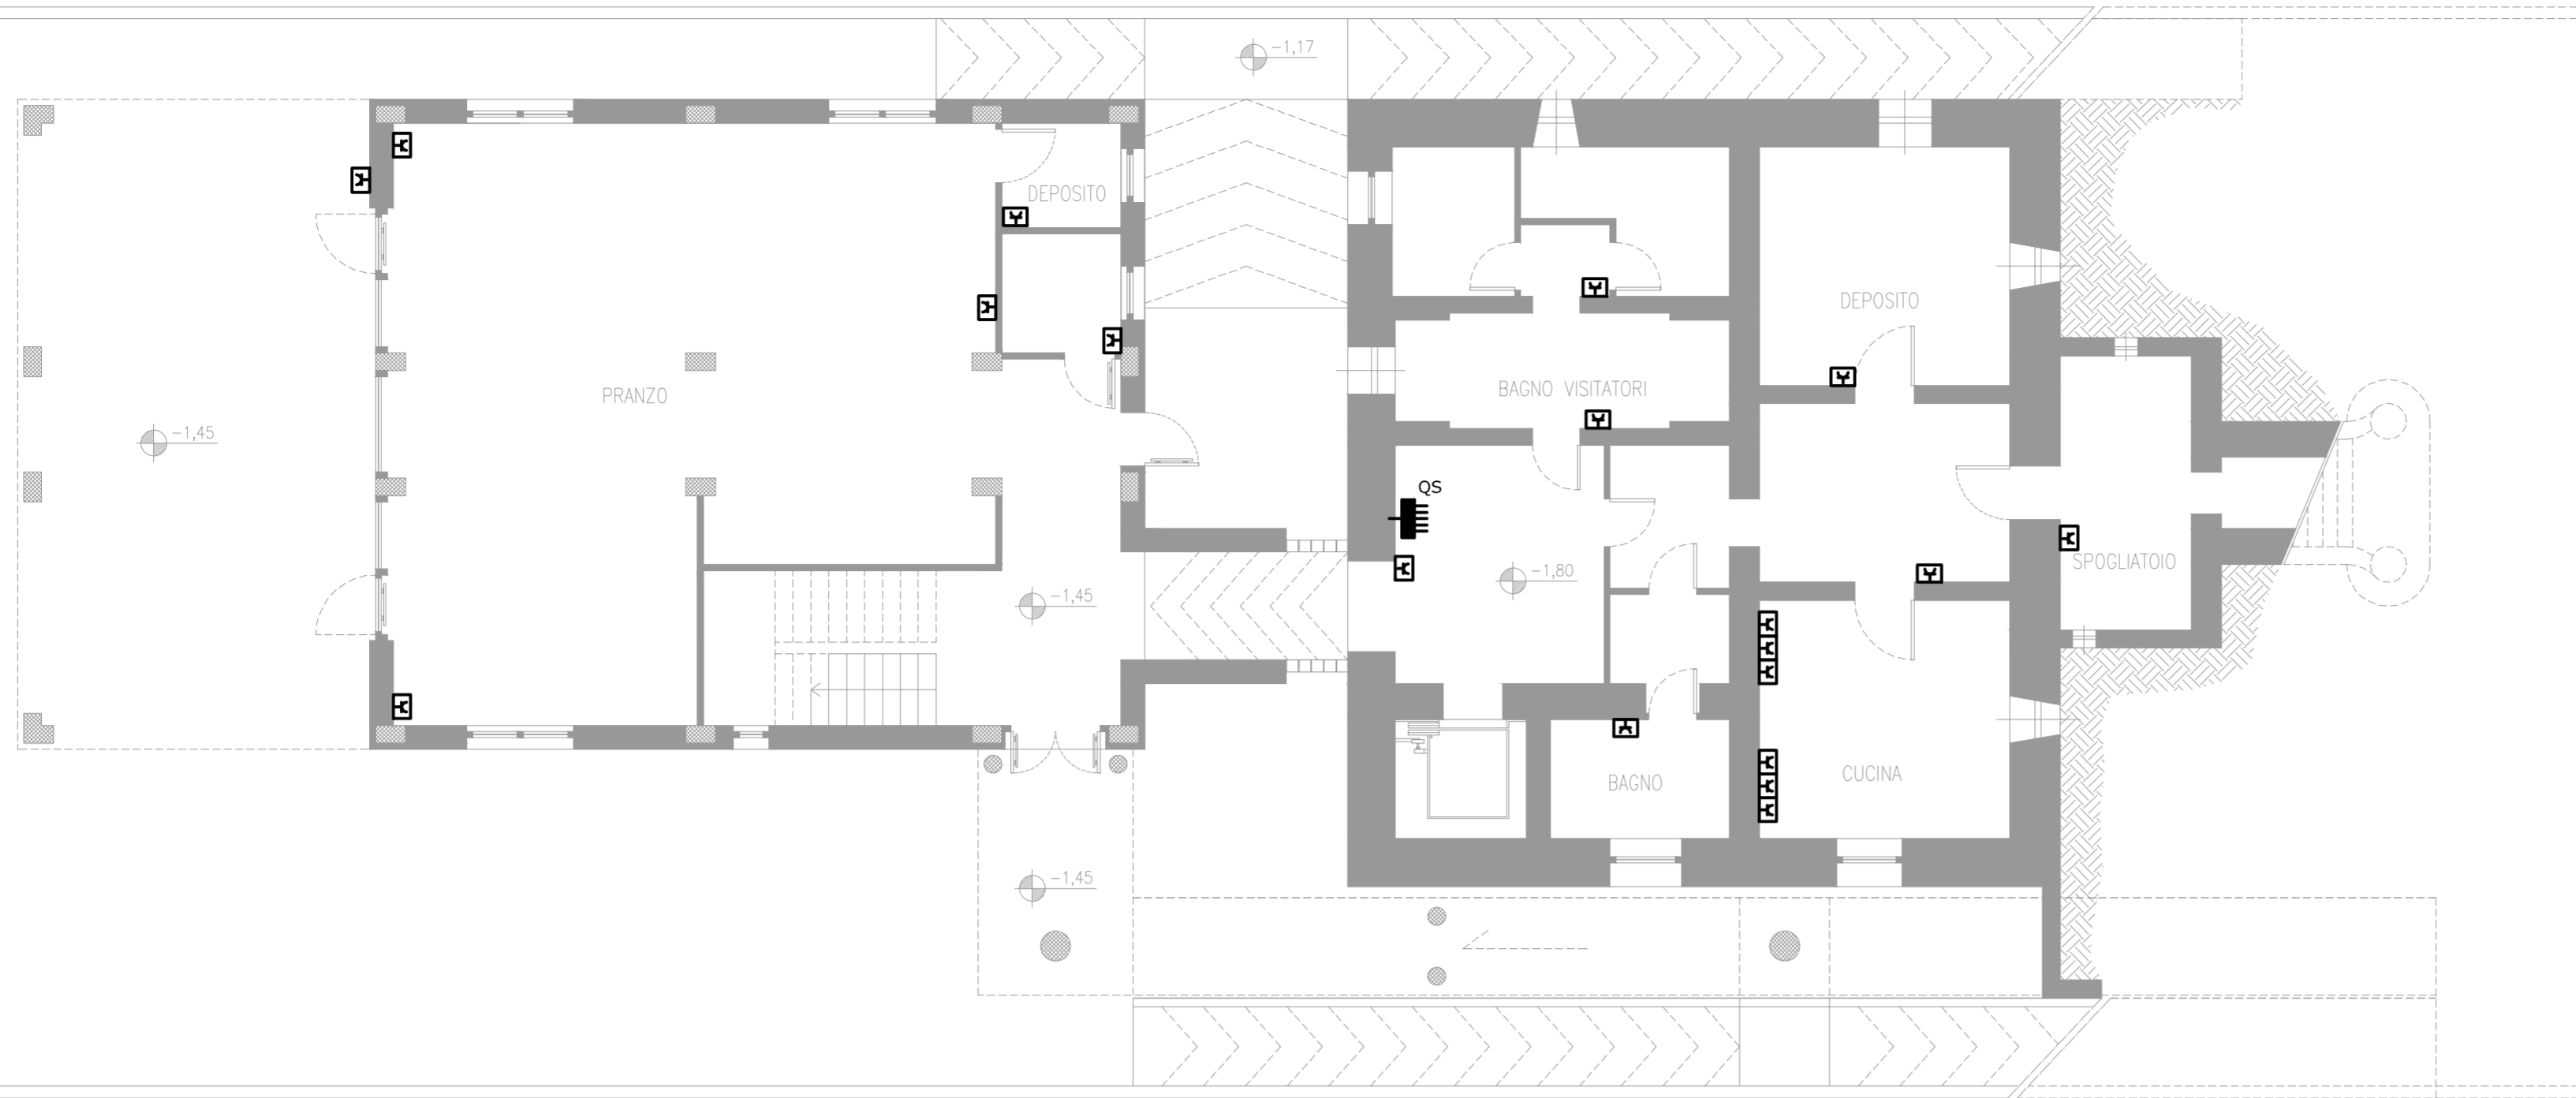 -1,17
DEPOSITO
DEPOSITO
PRANZO
BAGNO VISITATORI
-1,45
QS
SPOGLIATOIO
-1,80
-1,45
CUCINA
BAGNO
-1,45